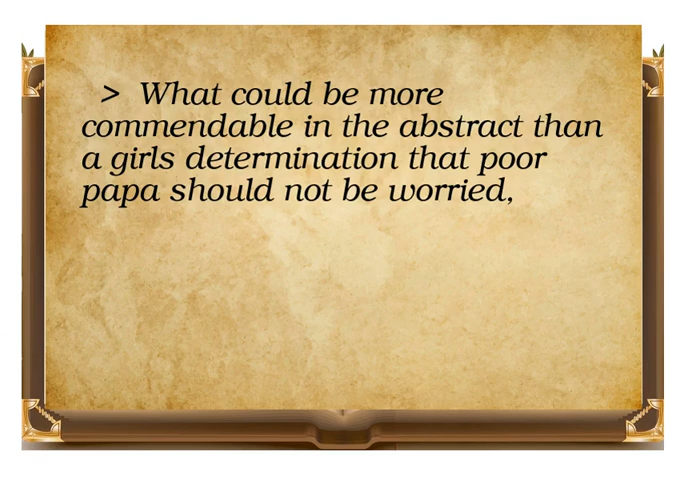 > What could be more
commendable in the abstract than
a girls determination that poor
papa should not be worried,